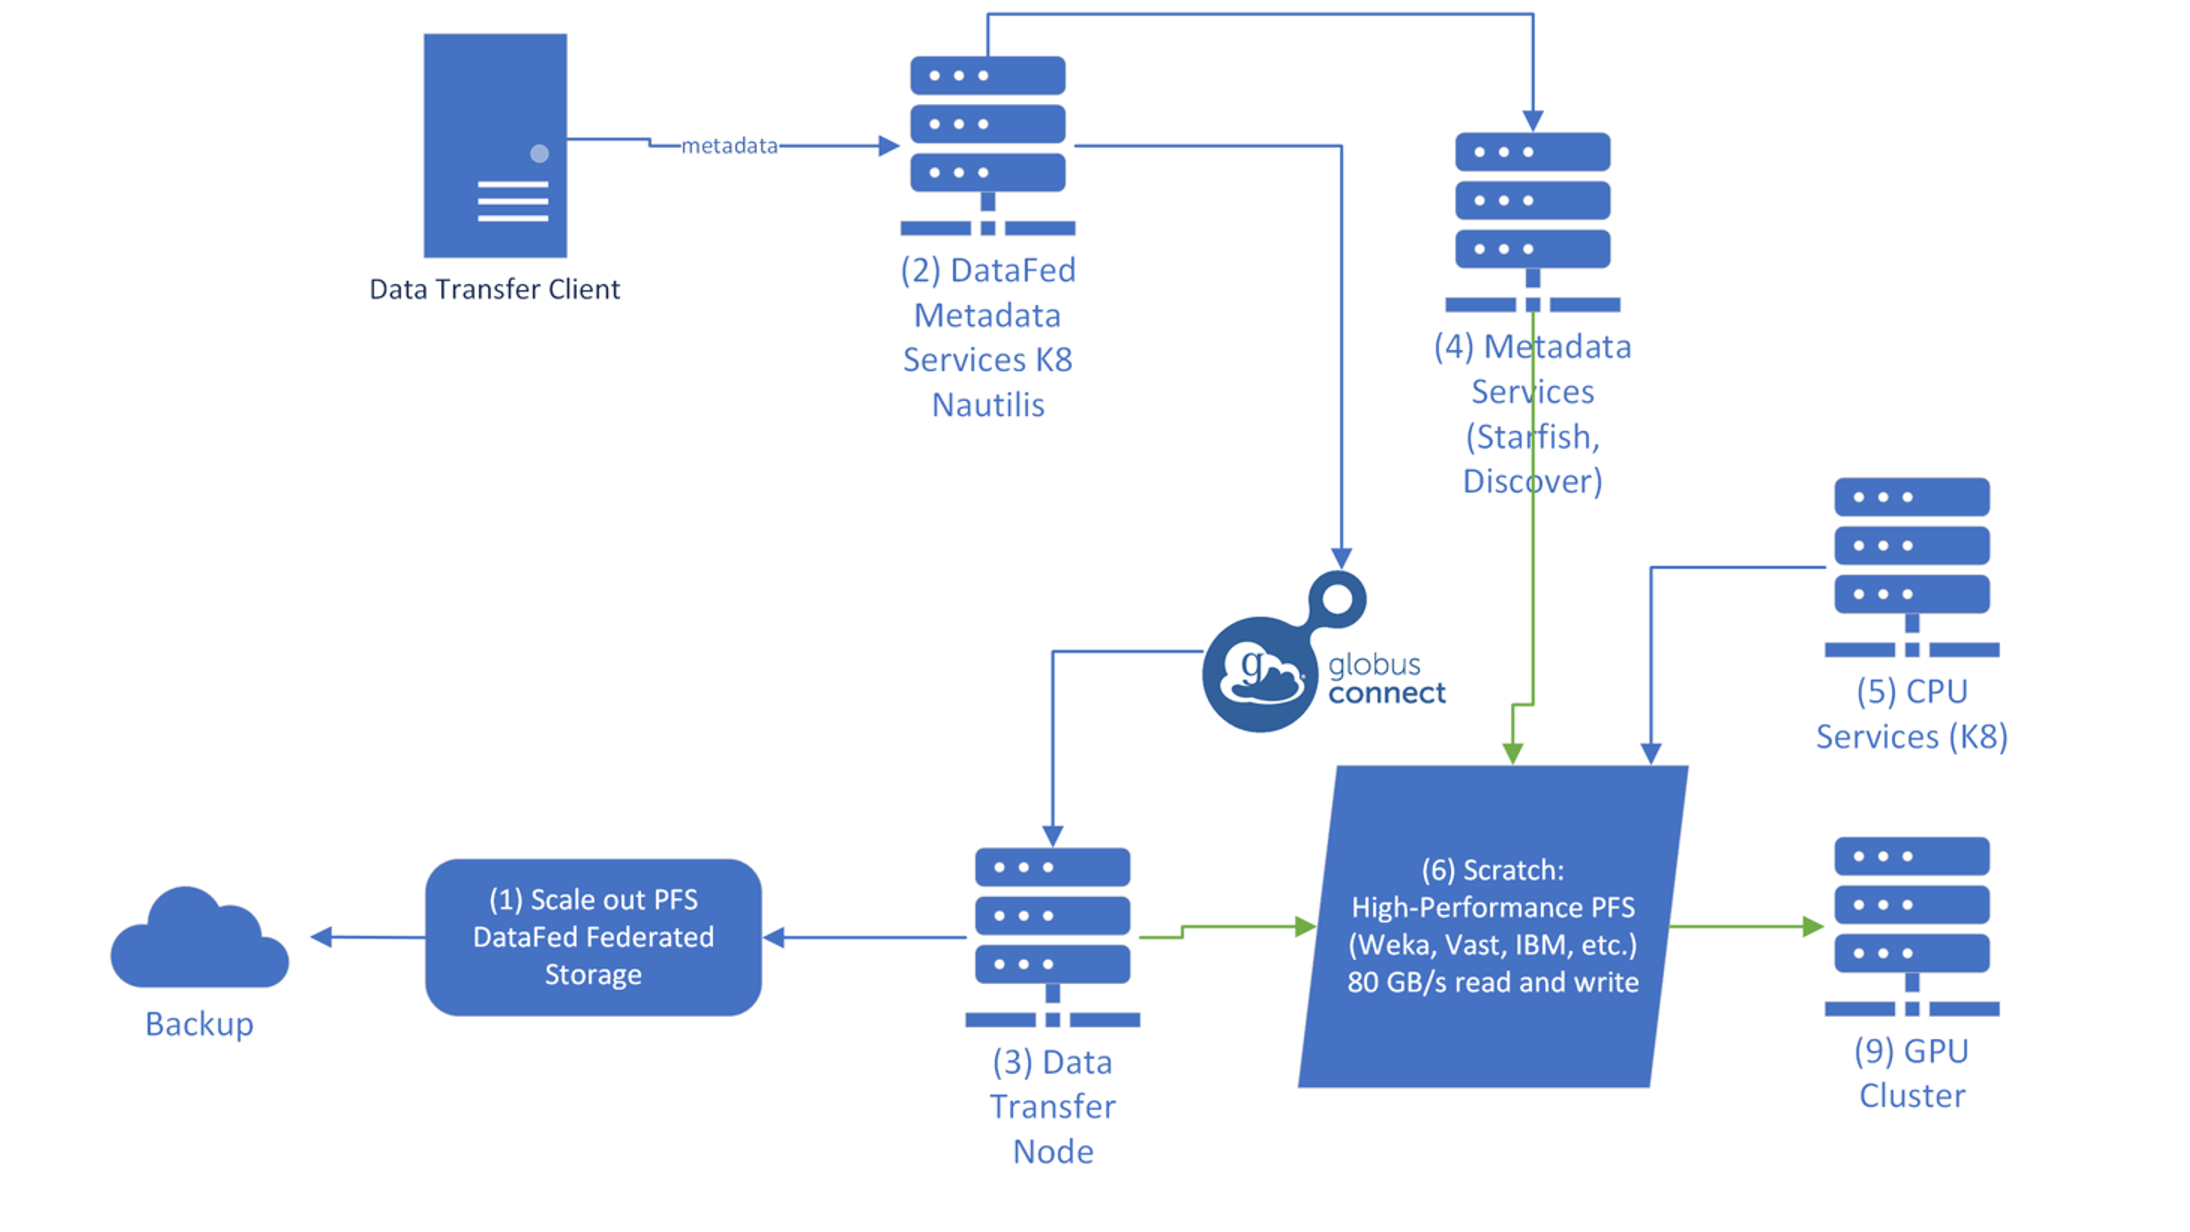 metadata
Data Transfer Client
(2) DataFed
Metadata
Services K8
Nautilis
(4) Metadata
Services
(Starfish,
Discover)
g
globus
connect
(5) CPU
Services (K8)
(1) Scale out PFS
DataFed Federated
Storage
Backup
(3) Data
Transfer
Node
(6) Scratch:
High-Performance PFS
(Weka, Vast, IBM, etc.)
80 GB/s read and write
(9) GPU
Cluster